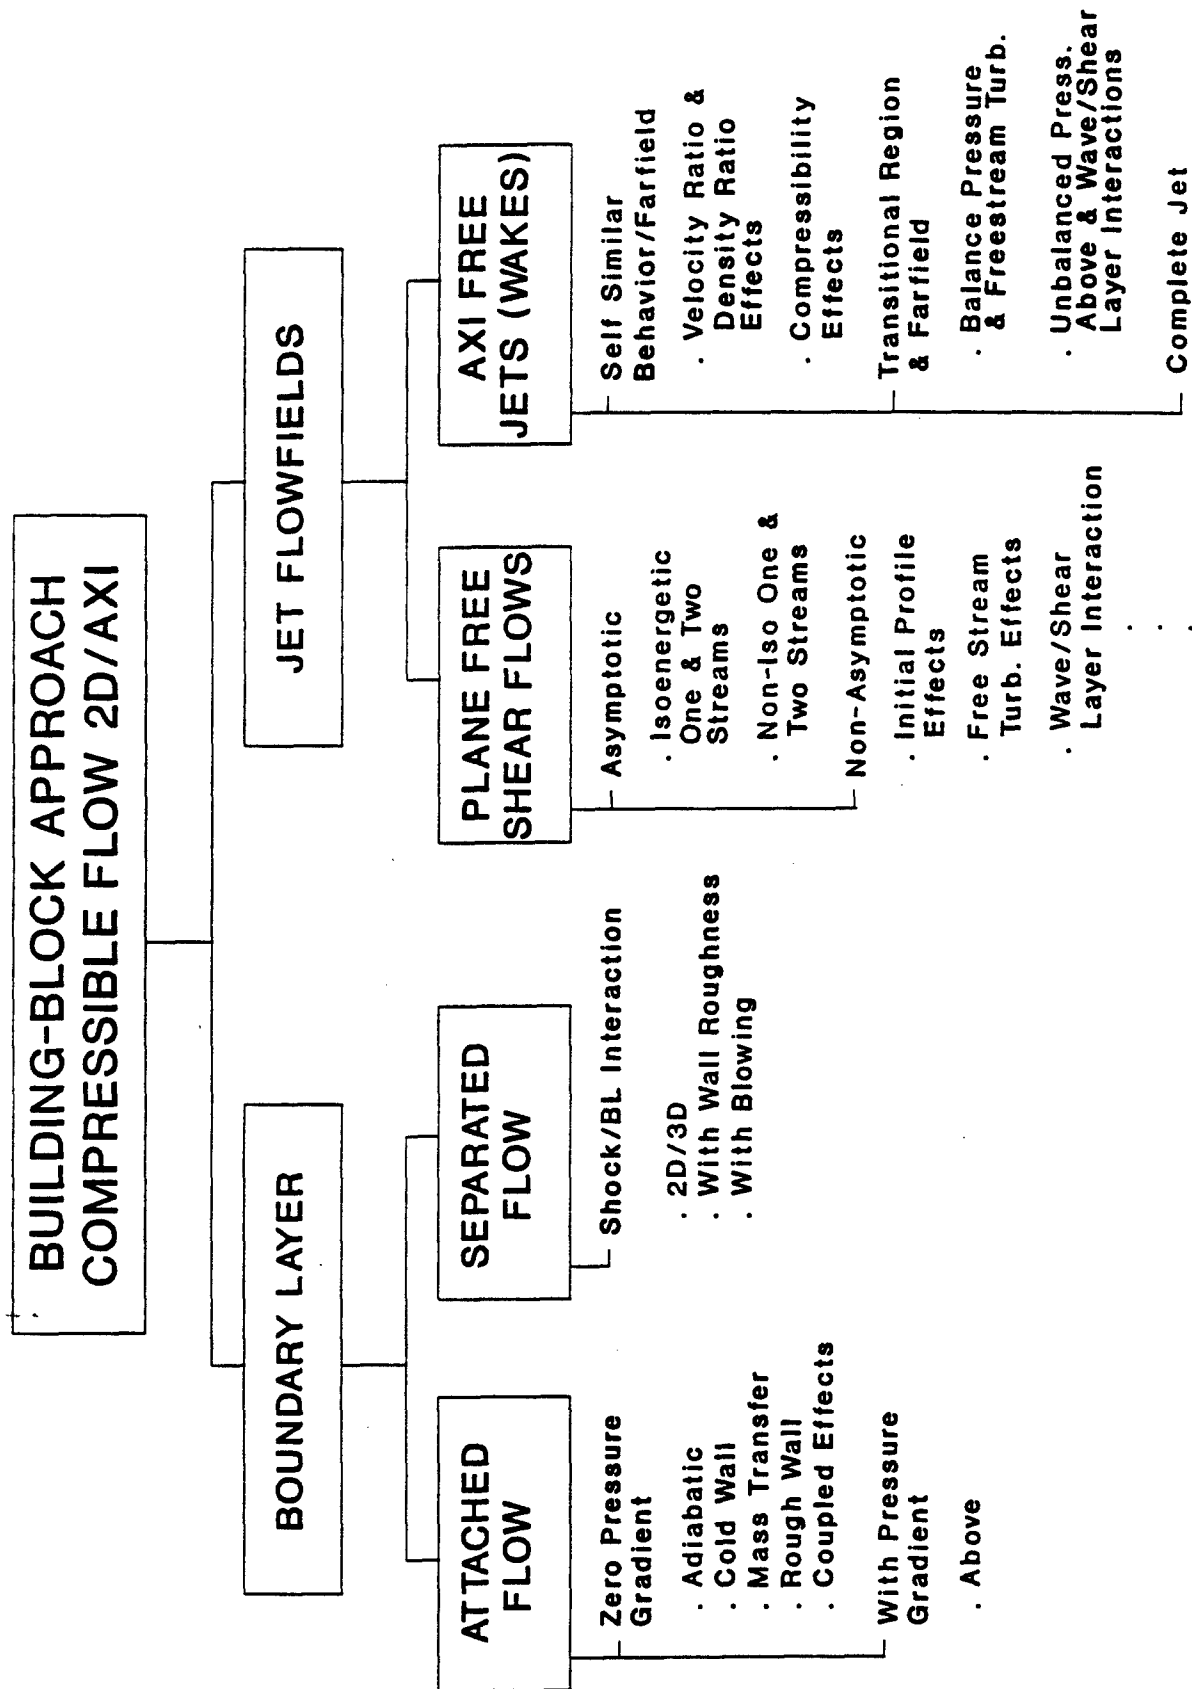 BUILDING-BLOCK APPROACH
COMPRESSIBLE FLOW 2D/AXI
BOUNDARY LAYER
JET FLOWFIELDS
ATTACHED
FLOW
SEPARATED
FLOW
PLANE FREE
SHEAR FLOWS
AXI FREE
JETS (WAKES)
Zero Pressure
Gradient
. Adiabatic
. Cold Wall
. Mass Transfer
. Rough Wall
. Coupled Effects
With Pressure
Gradient
. Above
Shock/BL Interaction
. 2D/3D
. With Wall Roughness
. With Blowing
Asymptotic
. Isoenergetic
One & Two
Streams
. Non-Iso One &
Two Streams
Non-Asymptotic
. Initial Profile
Effects
. Free Stream
Turb. Effects
. Wave/Shear
Layer Interaction
.
.
.
Self Similar
Behavior/Farfield
. Velocity Ratio &
Density Ratio
Effects
. Compressibility
Effects
Transitional Region
& Farfield
. Balance Pressure
& Freestream Turb.
. Unbalanced Press.
Above & Wave/Shear
Layer Interactions
Complete Jet